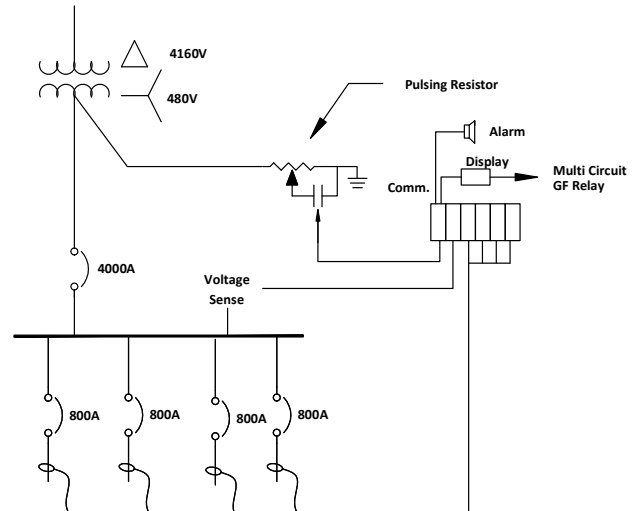 4160V
480V
Pulsing Resistor
Alarm
Display
Comm.
Multi Circuit
GF Relay
4000A
Voltage
Sense
800A
800A
800A
800A